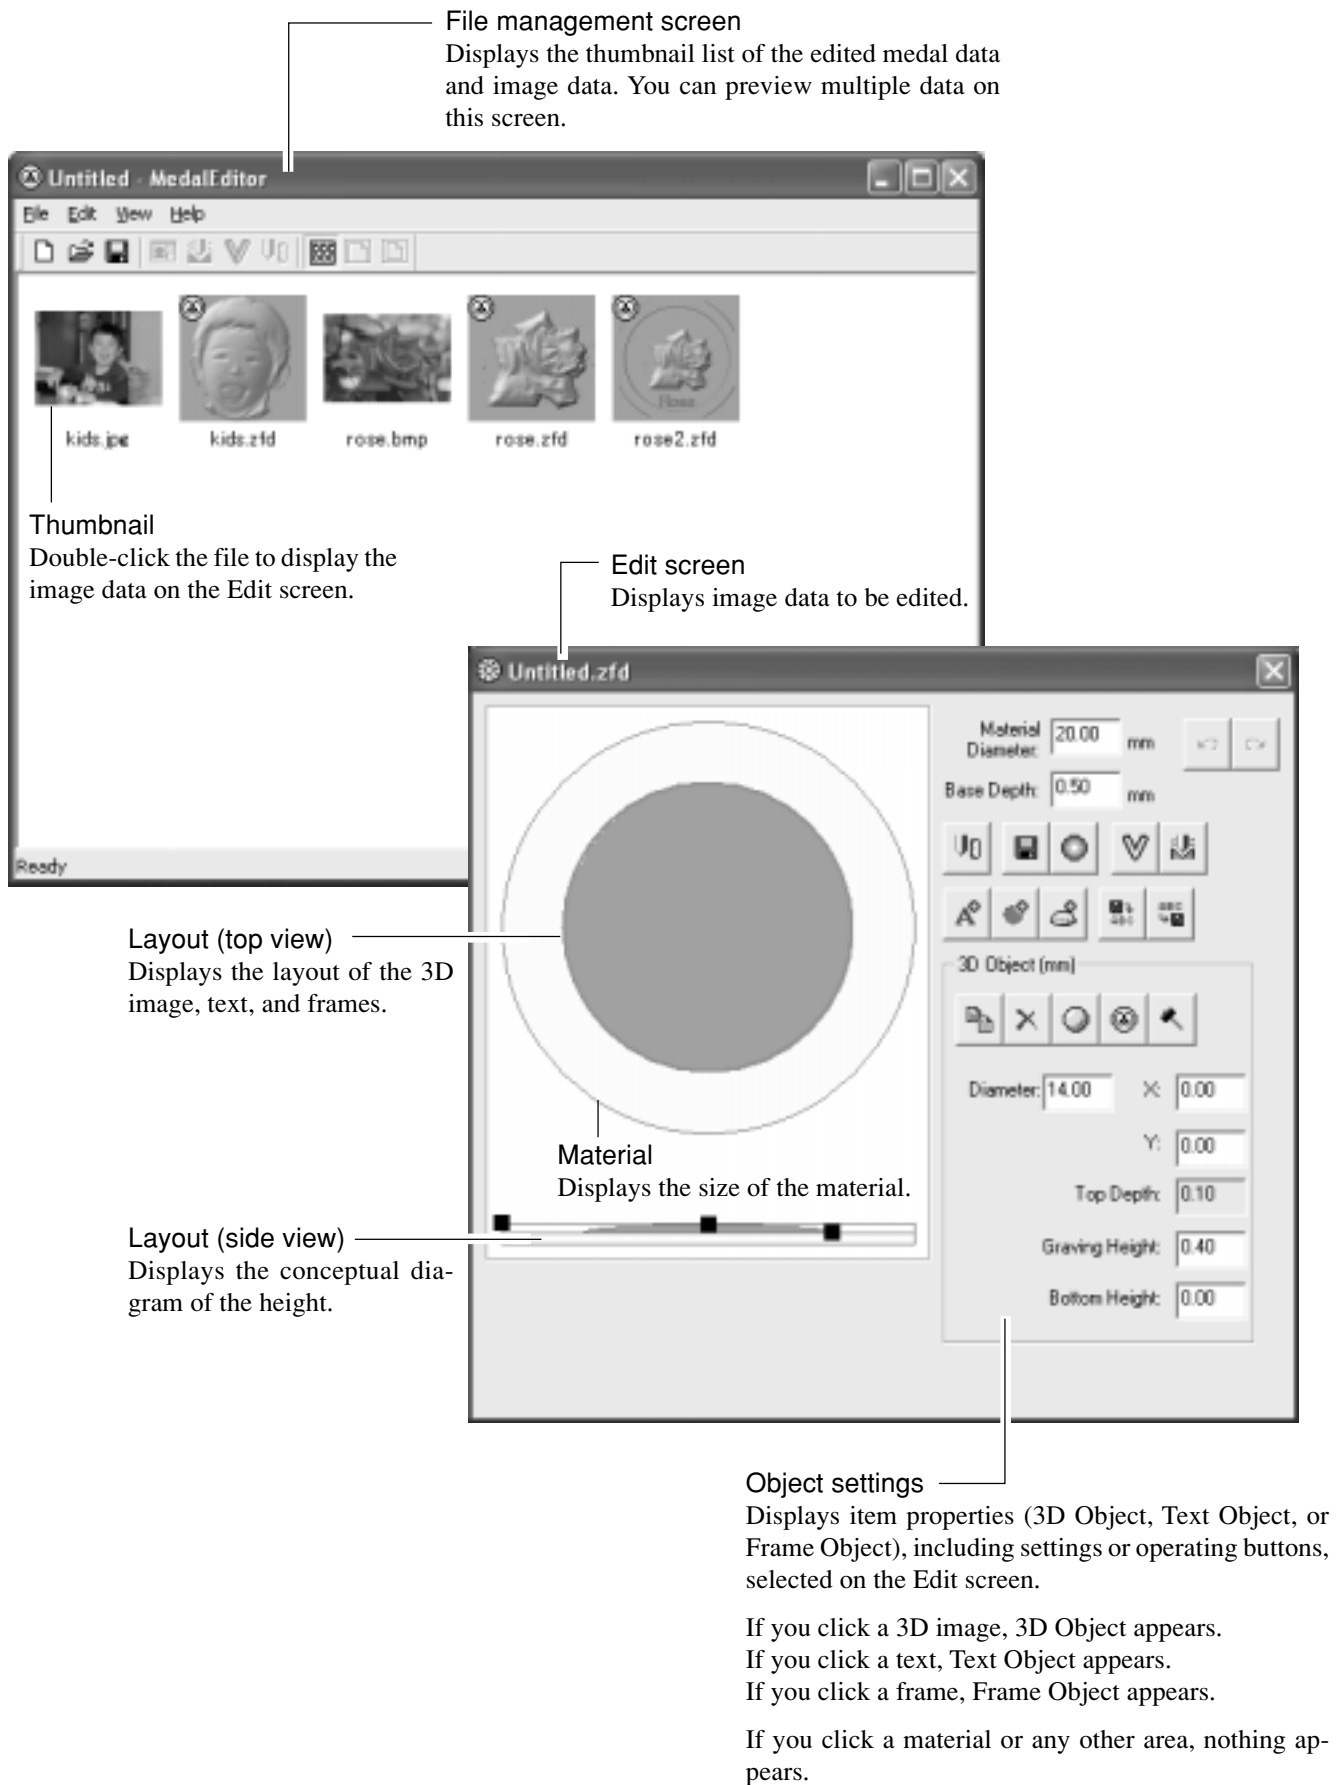 File management screen
Displays the thumbnail list of the edited medal data
and image data. You can preview multiple data on
this screen.
Untitled - MedalEditor
File Edit View Help
kids.jpg kids.zfd rose.bmp rose.zfd rose2.zfd
Rose
Thumbnail
Double-click the file to display the
image data on the Edit screen.
Edit screen
Displays image data to be edited.
Ready
Untitled.zfd
Material
Diameter: 20.00 mm
Base Depth: 0.50 mm
Layout (top view)
Displays the layout of the 3D
image, text, and frames.
3D Object (mm)
Diameter: 14.00 X: 0.00
Y: 0.00
Top Depth: 0.10
Graving Height: 0.40
Bottom Height: 0.00
Material
Displays the size of the material.
Layout (side view)
Displays the conceptual dia-
gram of the height.
Object settings
Displays item properties (3D Object, Text Object, or
Frame Object), including settings or operating buttons,
selected on the Edit screen.
If you click a 3D image, 3D Object appears.
If you click a text, Text Object appears.
If you click a frame, Frame Object appears.
If you click a material or any other area, nothing ap-
pears.